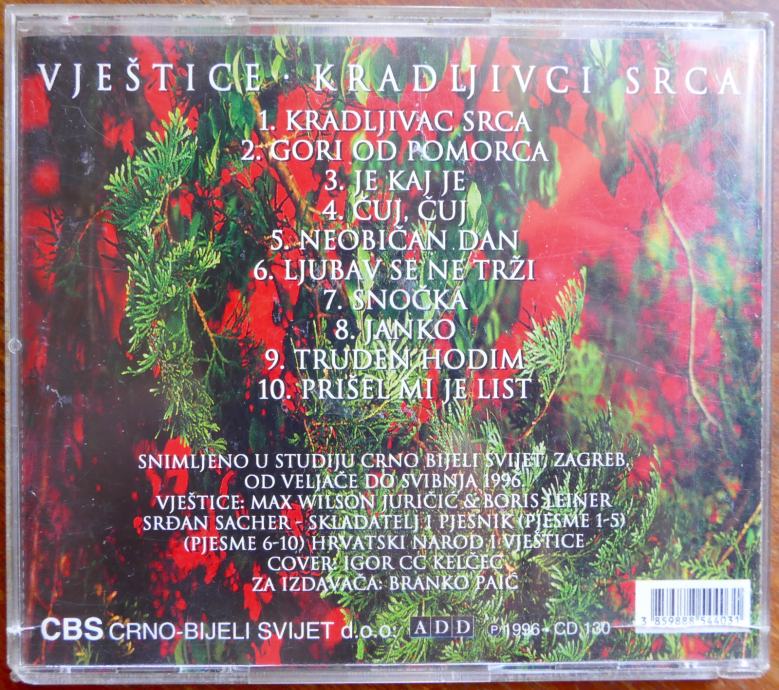 VJEŠTICE · KRADLJIVCI SRCA
1. KRADLJIVAC SRCA
2. GORI OD POMORCA
3. JE KAJ JE
4. ČUJ, ČUJ
5. NEOBIČAN DAN
6. LJUBAV SE NE TRŽI
7. SNOČKA
8. JANKO
9. TRUDEN HODIM
10. PRIŠEL MI JE LIST
SNIMLJENO U STUDIJU CRNO BIJELI SVIJET, ZAGREB,
OD VELJAČE DO SVIBNJA 1996.
VJEŠTICE: MAX WILSON JURIČIĆ & BORIS LEINER
SRĐAN SACHER - SKLADATELJ I PJESNIK (PJESME 1-5)
(PJESME 6-10) HRVATSKI NAROD I VJEŠTICE
COVER: IGOR CC KELČEC
ZA IZDAVAČA: BRANKO PAIĆ
CBS CRNO-BIJELI SVIJET d.o.o. ADD P 1996 - CD 130
3 859888 544031